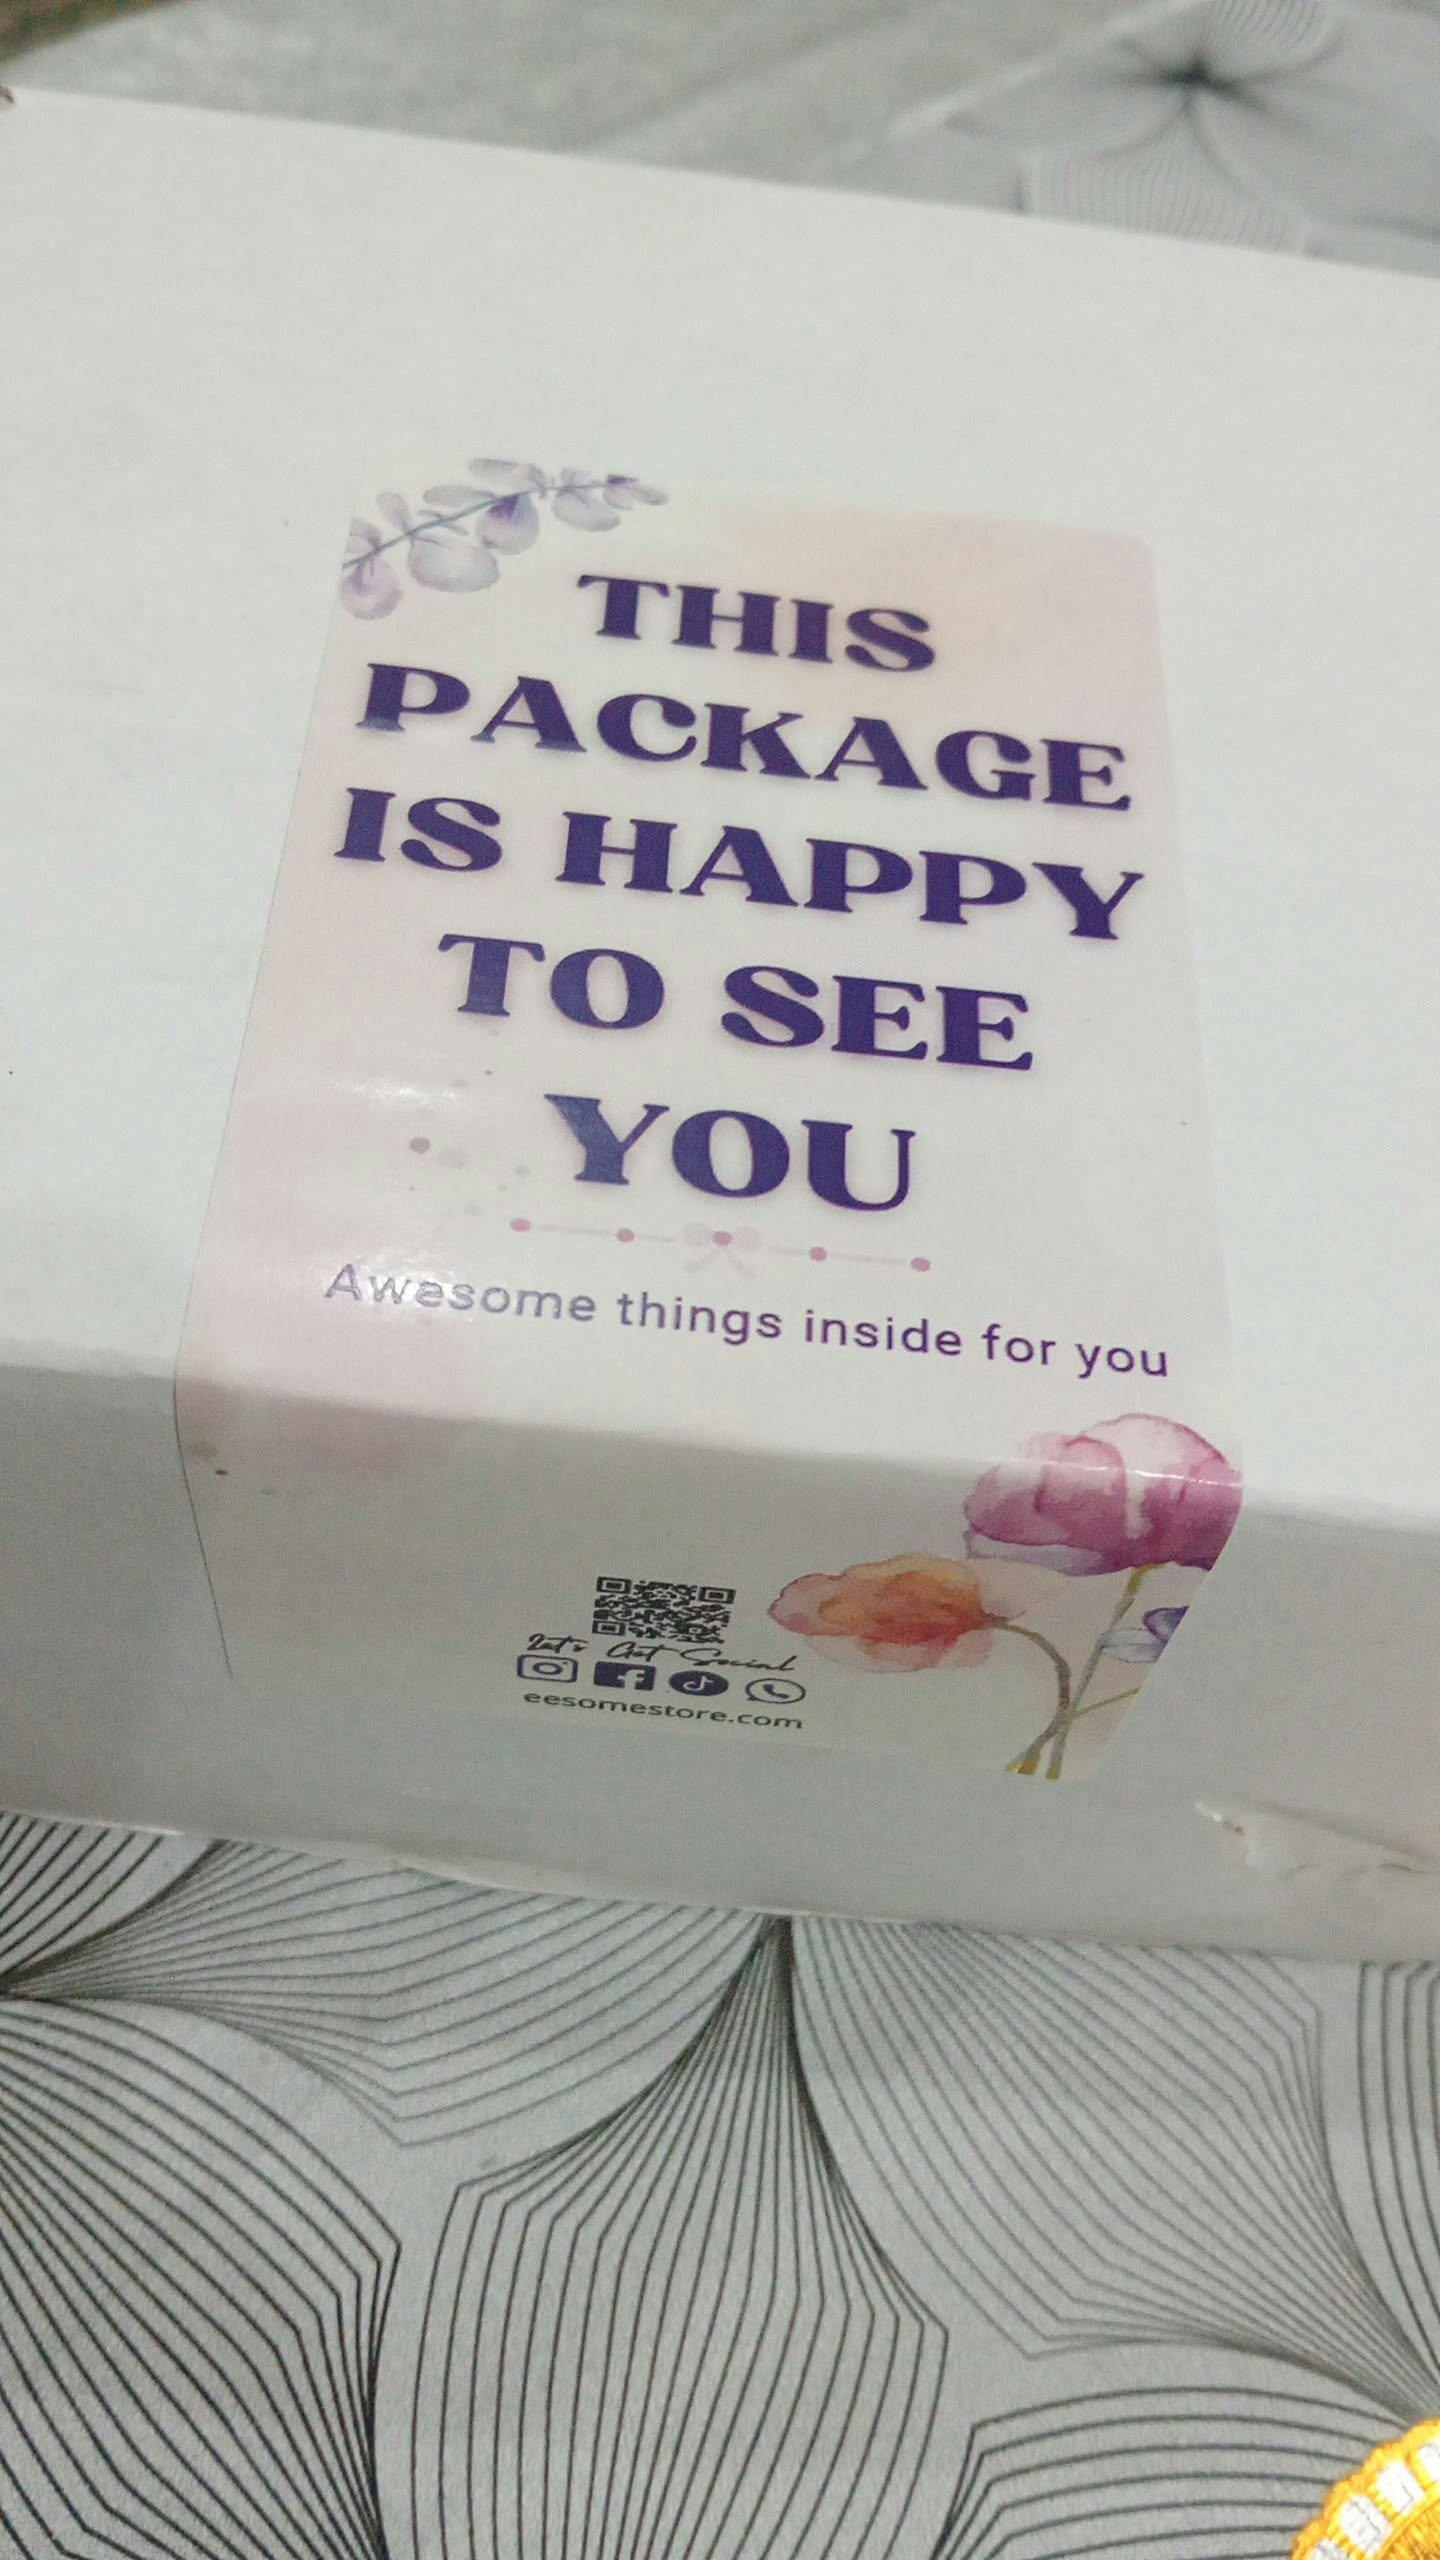 THIS
PACKAGE
IS HAPPY
TO SEE
YOU
Awesome things inside for you
Let's Get Social
eesomestore.com